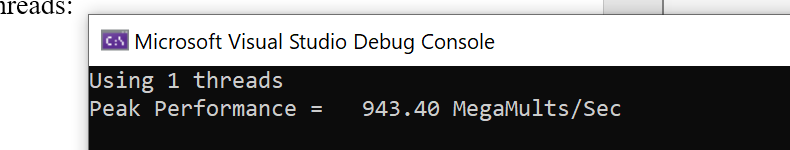 hreads:
Microsoft Visual Studio Debug Console
Using 1 threads
Peak Performance =   943.40 MegaMults/Sec